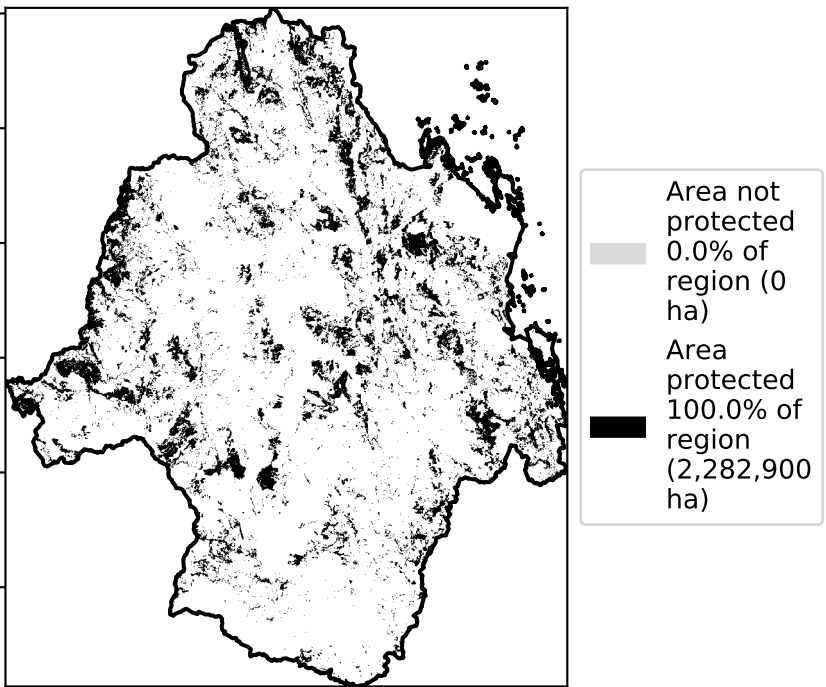 Area not
protected
0.0% of
region (0
ha)
Area
protected
100.0% of
region
(2,282,900
ha)